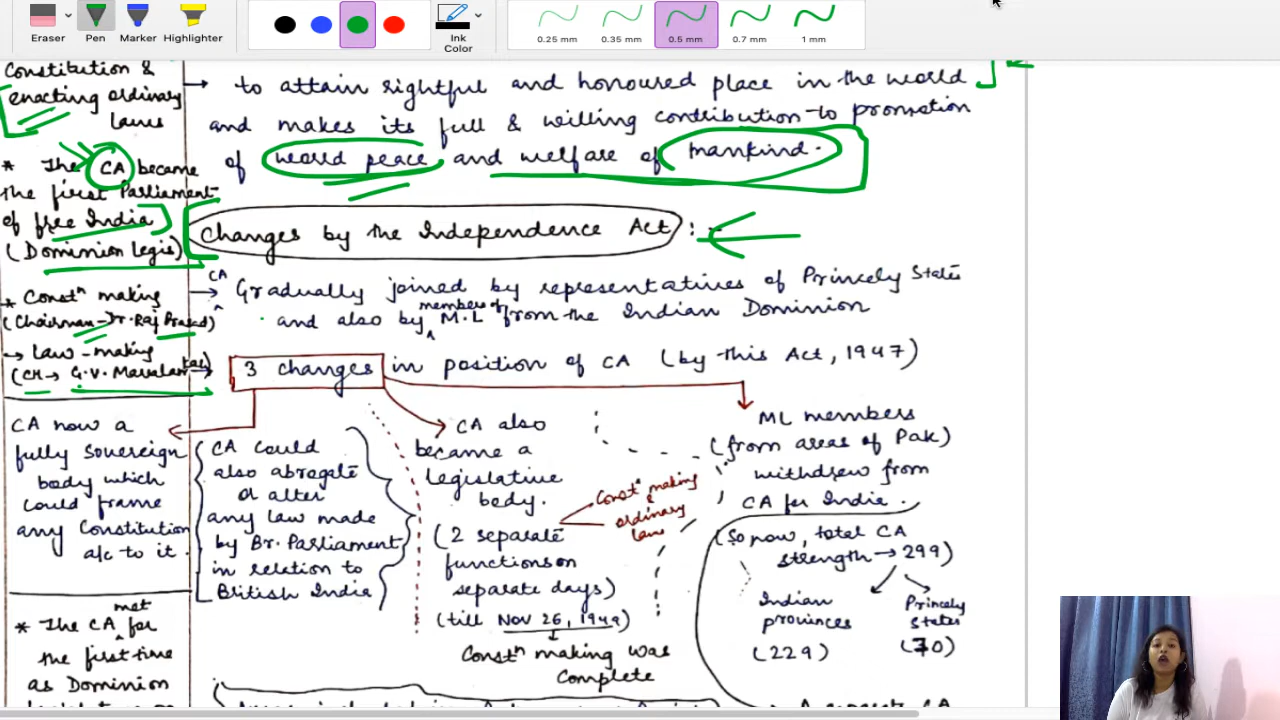 Eraser
Pen
Marker
Highlighter
Ink
Color
0.25 mm
0.35 mm
0.5 mm
0.7 mm
1 mm
Constitution &
enacting ordinary
laws
* The CA became
the first Parliament
of free India
(Dominion legis)
* Constn making
(Chairman - Dr. Raj Prasad)
→ law-making
(CH → G.V. Mavalankar)
→ to attain rightful and honoured place in the world
and makes its full & willing contribution to promotion
of world peace and welfare of mankind.
Changes by the Independence Act :-
→ CA Gradually joined by representatives of Princely States
and also by members of M.L from the Indian Dominion
→ 3 changes in position of CA (by this Act, 1947)
CA now a
fully sovereign
body which
could frame
any Constitution
a/c to it.
CA could
also abrogate
or alter
any law made
by Br. Parliament
in relation to
British India
CA also
became a
legislative
body.
Constn making
&
ordinary
law
(2 separate
functions on
separate days)
(till Nov 26, 1949)
Constn making was
Complete
ML members
(from areas of Pak)
withdrew from
CA for India.
(So now, total CA
strength → 299)
Indian
provinces
(229)
Princely
states
(70)
* The CA met for
the first time
as Dominion